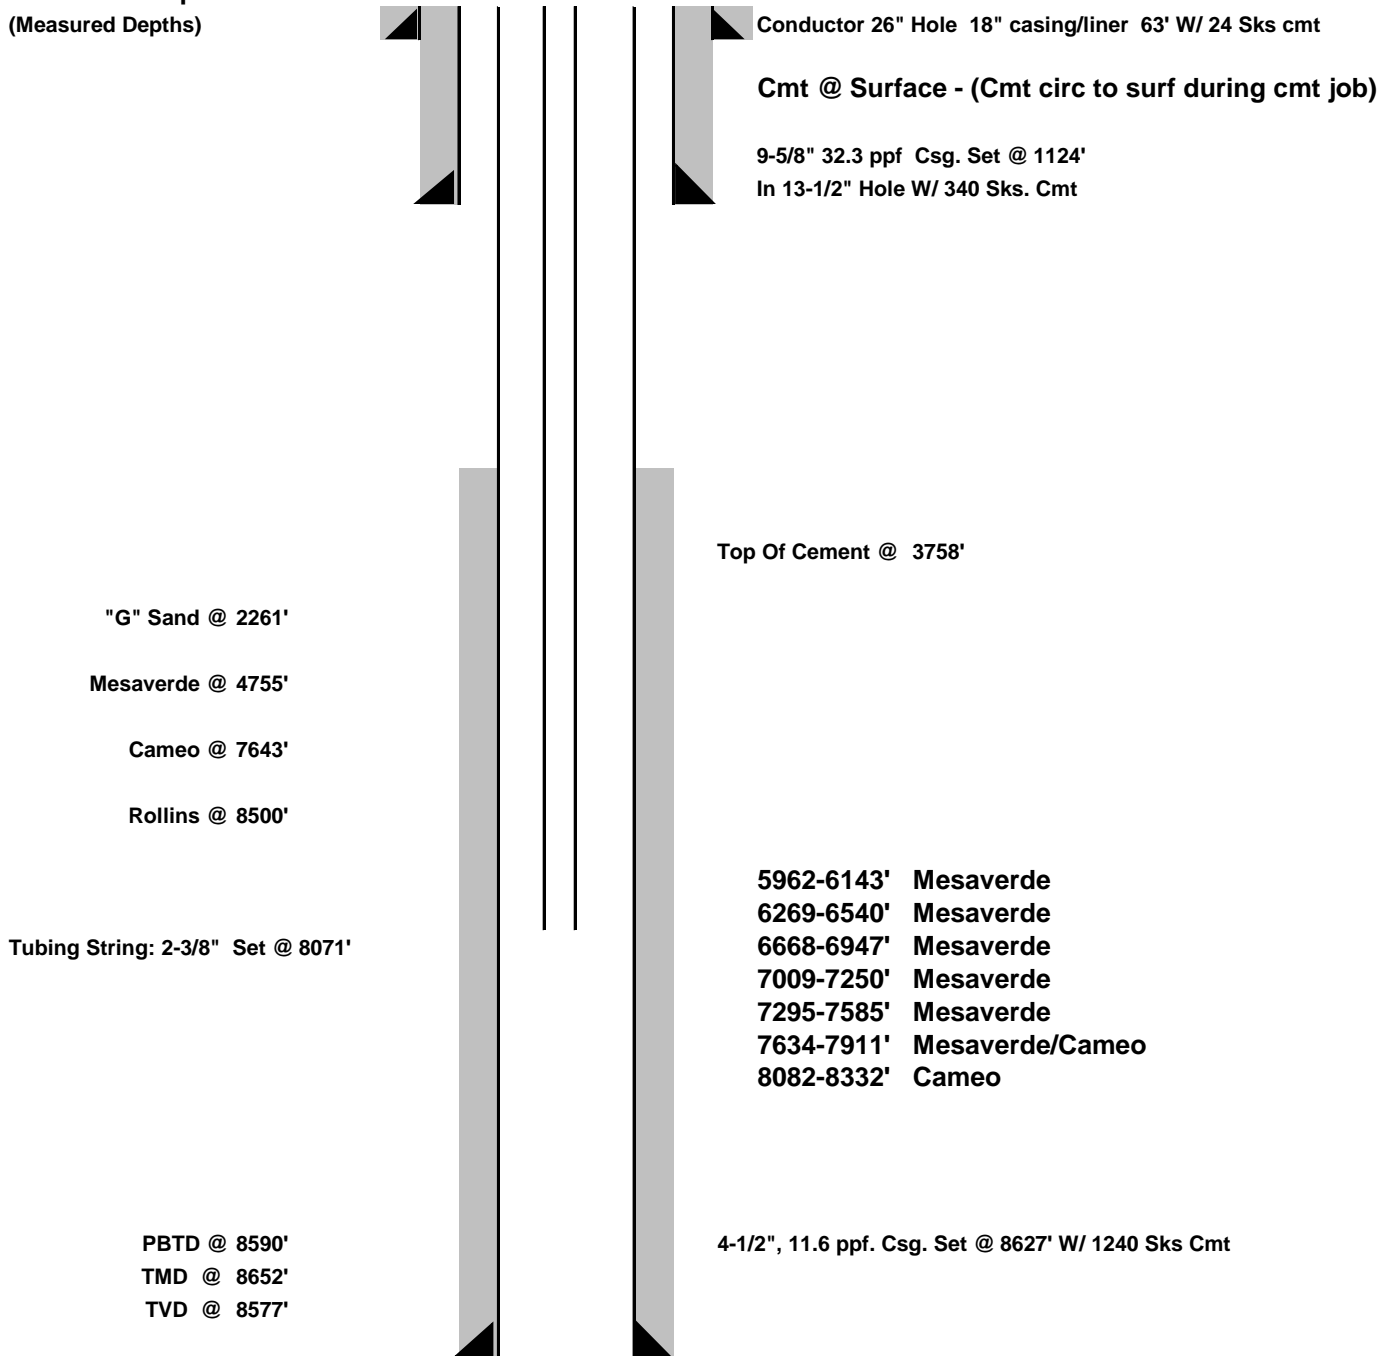 (Measured Depths)
Conductor 26" Hole 18" casing/liner 63' W/ 24 Sks cmt
Cmt @ Surface - (Cmt circ to surf during cmt job)
9-5/8" 32.3 ppf Csg. Set @ 1124'
In 13-1/2" Hole W/ 340 Sks. Cmt
Top Of Cement @ 3758'
"G" Sand @ 2261'
Mesaverde @ 4755'
Cameo @ 7643'
Rollins @ 8500'
5962-6143' Mesaverde
6269-6540' Mesaverde
Tubing String: 2-3/8" Set @ 8071'
6668-6947' Mesaverde
7009-7250' Mesaverde
7295-7585' Mesaverde
7634-7911' Mesaverde/Cameo
8082-8332' Cameo
PBTD @ 8590'
4-1/2", 11.6 ppf. Csg. Set @ 8627' W/ 1240 Sks Cmt
TMD @ 8652'
TVD @ 8577'